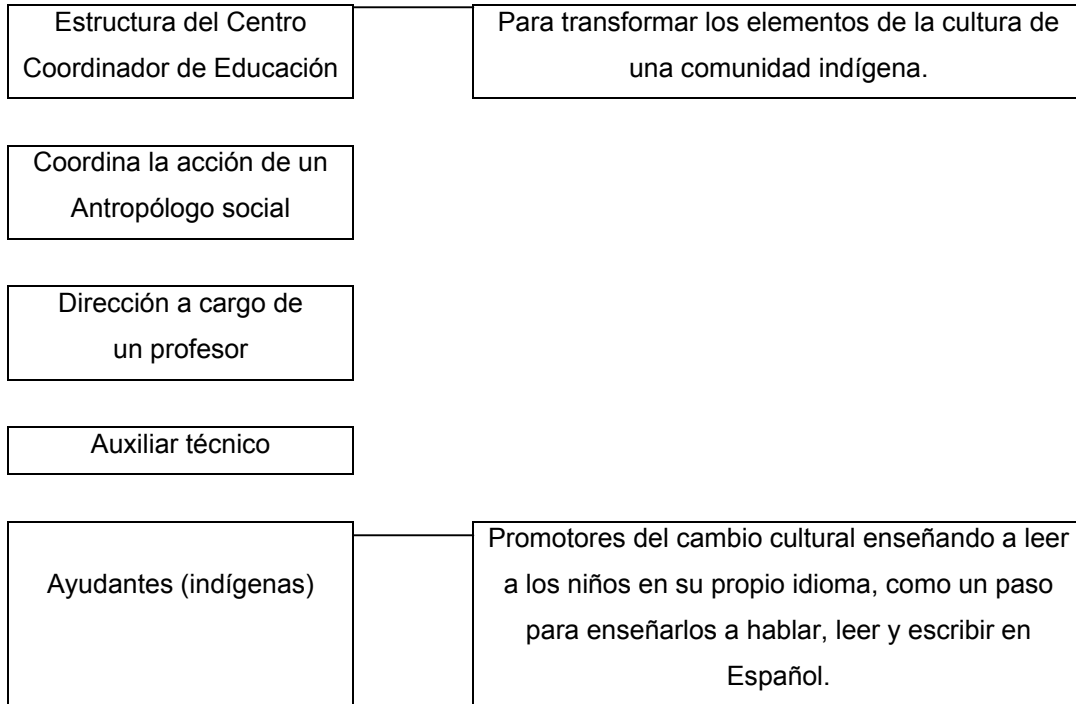 Estructura del Centro
Coordinador de Educación
Para transformar los elementos de la cultura de
una comunidad indígena.
Coordina la acción de un
Antropólogo social
Dirección a cargo de
un profesor
Auxiliar técnico
Ayudantes (indígenas)
Promotores del cambio cultural enseñando a leer
a los niños en su propio idioma, como un paso
para enseñarlos a hablar, leer y escribir en
Español.